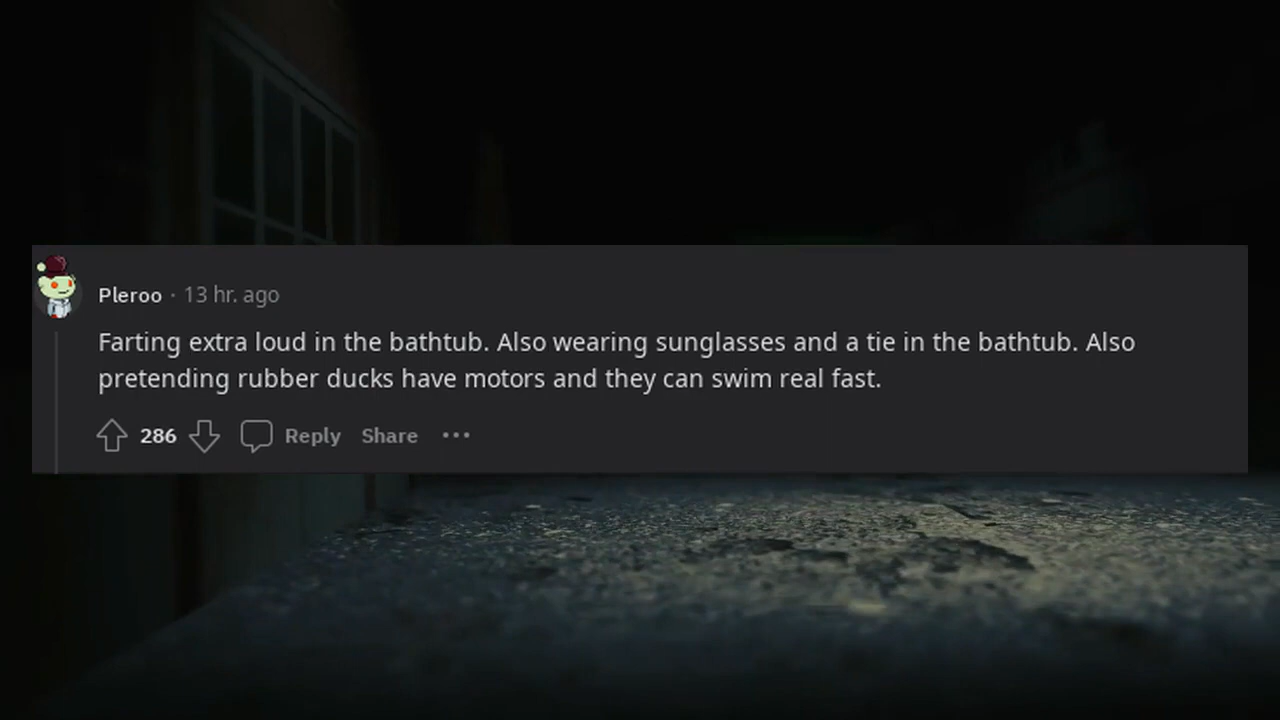 Pleroo · 13 hr. ago
Farting extra loud in the bathtub. Also wearing sunglasses and a tie in the bathtub. Also
pretending rubber ducks have motors and they can swim real fast.
286 Reply Share •••